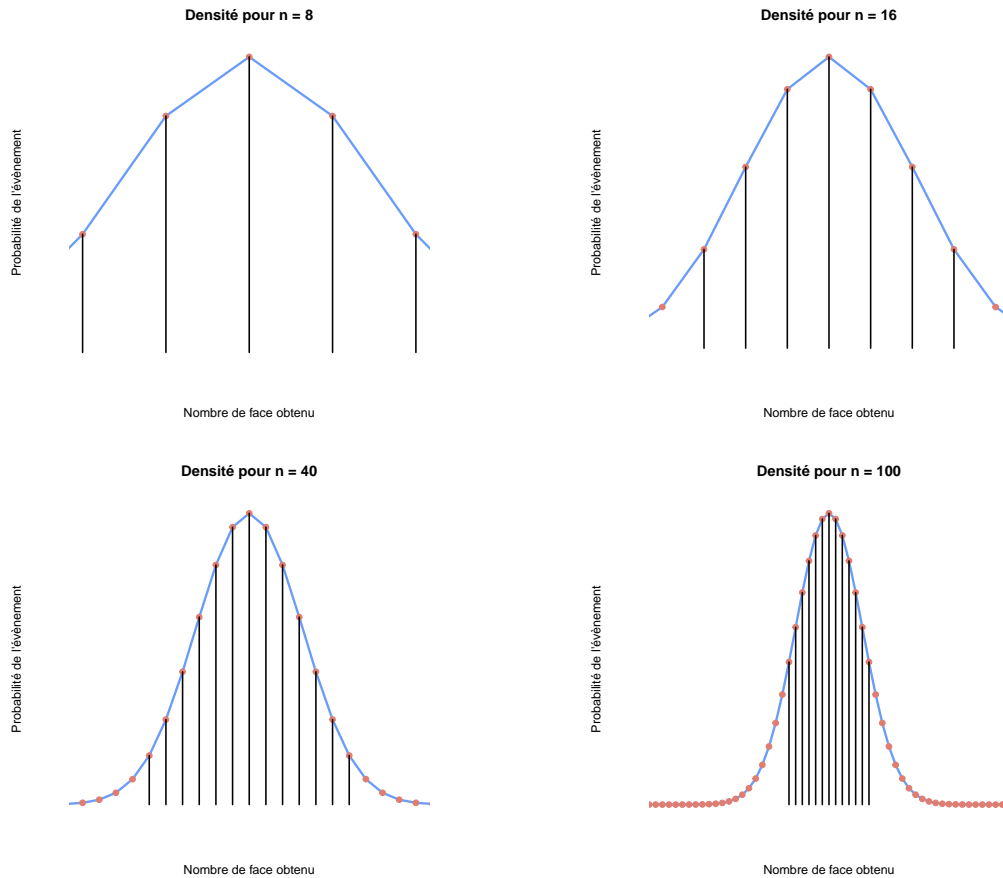 Densité pour n = 8
Probabilité de l'évènement
Nombre de face obtenu
Densité pour n = 16
Probabilité de l'évènement
Nombre de face obtenu
Densité pour n = 40
Probabilité de l'évènement
Nombre de face obtenu
Densité pour n = 100
Probabilité de l'évènement
Nombre de face obtenu